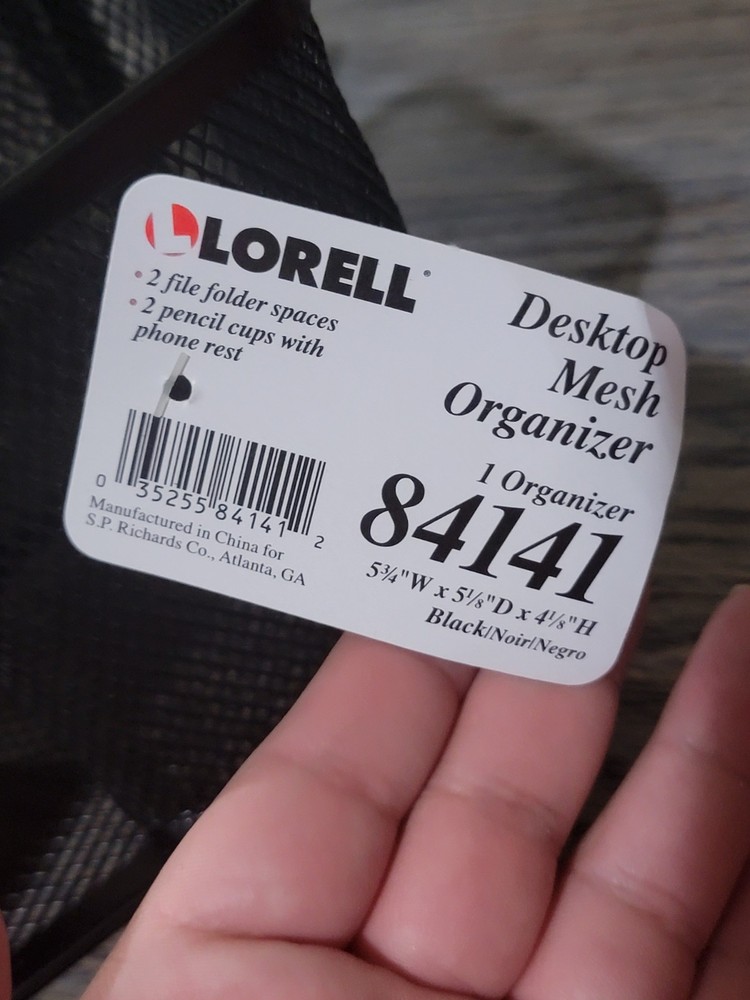 LLORELL®
• 2 file folder spaces
• 2 pencil cups with
phone rest
0 35255 84141 2
Manufactured in China for
S.P. Richards Co., Atlanta, GA
Desktop
Mesh
Organizer
1 Organizer
84141
5¾"W x 5⅛"D x 4⅛"H
Black/Noir/Negro